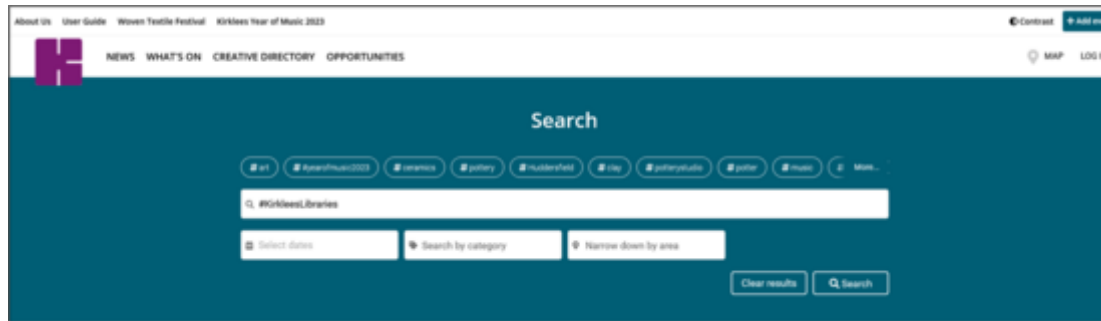 About Us User Guide Woven Textile Festival Kirklees Year of Music 2023 Contrast + Add
K NEWS WHAT'S ON CREATIVE DIRECTORY OPPORTUNITIES MAP LOG
Search
#art #yearofmusic2023 #ceramics #pottery #Huddersfield #clay #potterystudio #potter #music # More...
#KirkleesLibraries
Select dates Search by category Narrow down by area
Clear results Search